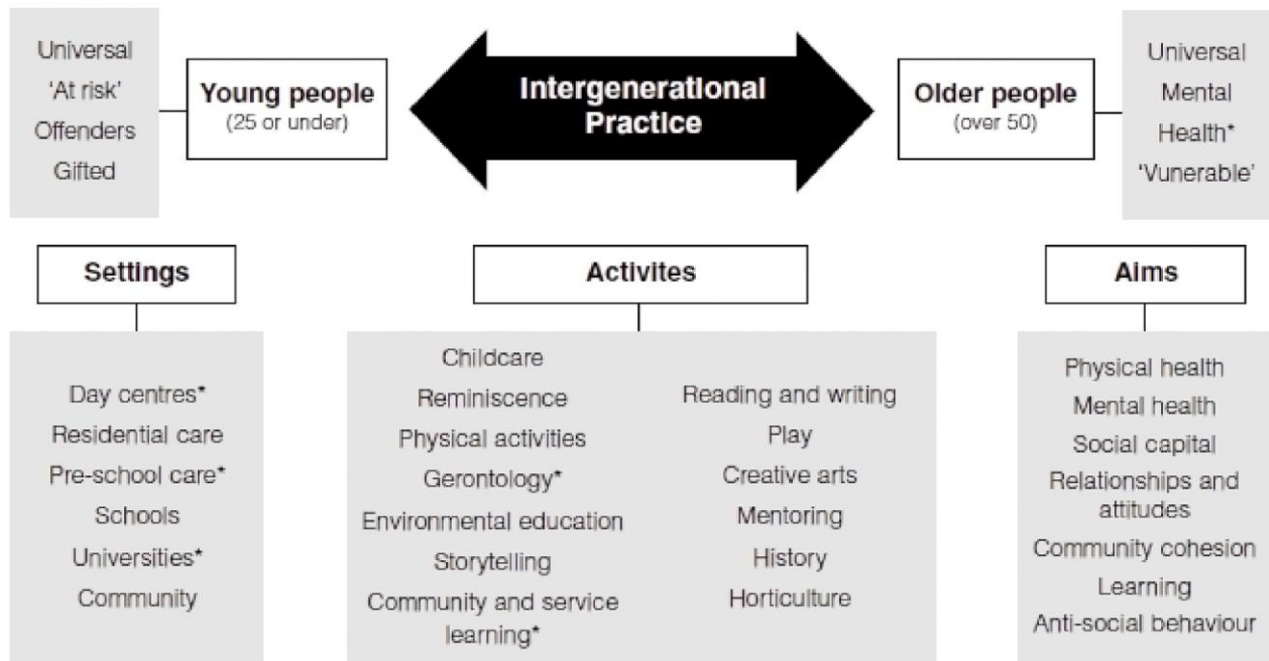 Universal
'At risk'
Offenders
Gifted
Young people
(25 or under)
Intergenerational
Practice
Older people
(over 50)
Universal
Mental
Health*
'Vunerable'
Settings
Day centres*
Residential care
Pre-school care*
Schools
Universities*
Community
Activites
Childcare
Reminiscence
Physical activities
Gerontology*
Environmental education
Storytelling
Community and service
learning*
Reading and writing
Play
Creative arts
Mentoring
History
Horticulture
Aims
Physical health
Mental health
Social capital
Relationships and
attitudes
Community cohesion
Learning
Anti-social behaviour